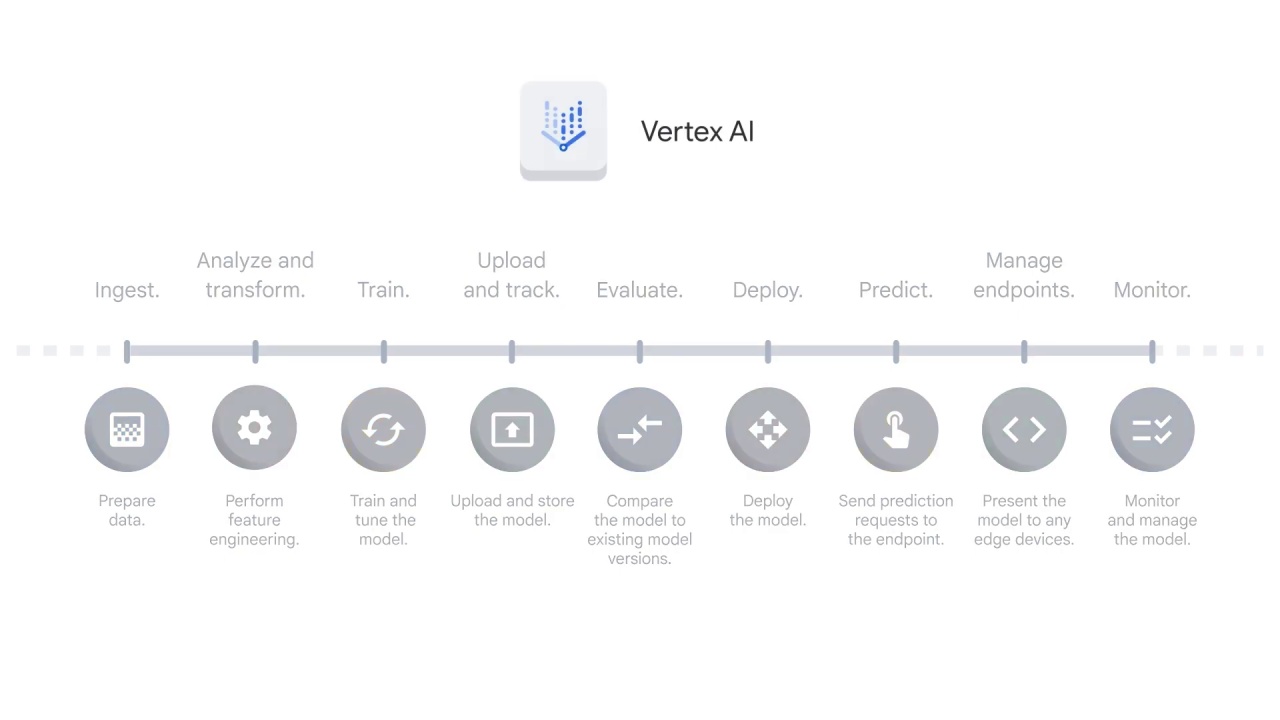 Vertex AI
Ingest.
Analyze and
transform.
Train.
Upload
and track.
Evaluate.
Deploy.
Predict.
Manage
endpoints.
Monitor.
Prepare
data.
Perform
feature
engineering.
Train and
tune the
model.
Upload and store
the model.
Compare
the model to
existing model
versions.
Deploy
the model.
Send prediction
requests to
the endpoint.
Present the
model to any
edge devices.
Monitor
and manage
the model.